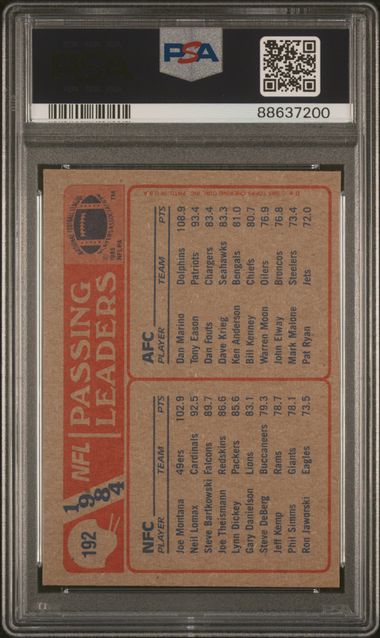 PSA
88637200
192
1984
NFL
PASSING
LEADERS
© 1985
NFLPA
TM
NFC
PLAYER TEAM PTS
Joe Montana 49ers 102.9
Neil Lomax Cardinals 92.5
Steve Bartkowski Falcons 89.7
Joe Theismann Redskins 86.6
Lynn Dickey Packers 85.6
Gary Danielson Lions 83.1
Steve DeBerg Buccaneers 79.3
Jeff Kemp Rams 78.7
Phil Simms Giants 78.1
Ron Jaworski Eagles 73.5
AFC
PLAYER TEAM PTS
Dan Marino Dolphins 108.9
Tony Eason Patriots 93.4
Dan Fouts Chargers 83.4
Dave Krieg Seahawks 83.3
Ken Anderson Bengals 81.0
Bill Kenney Chiefs 80.7
Warren Moon Oilers 76.9
John Elway Broncos 76.8
Mark Malone Steelers 73.4
Pat Ryan Jets 72.0